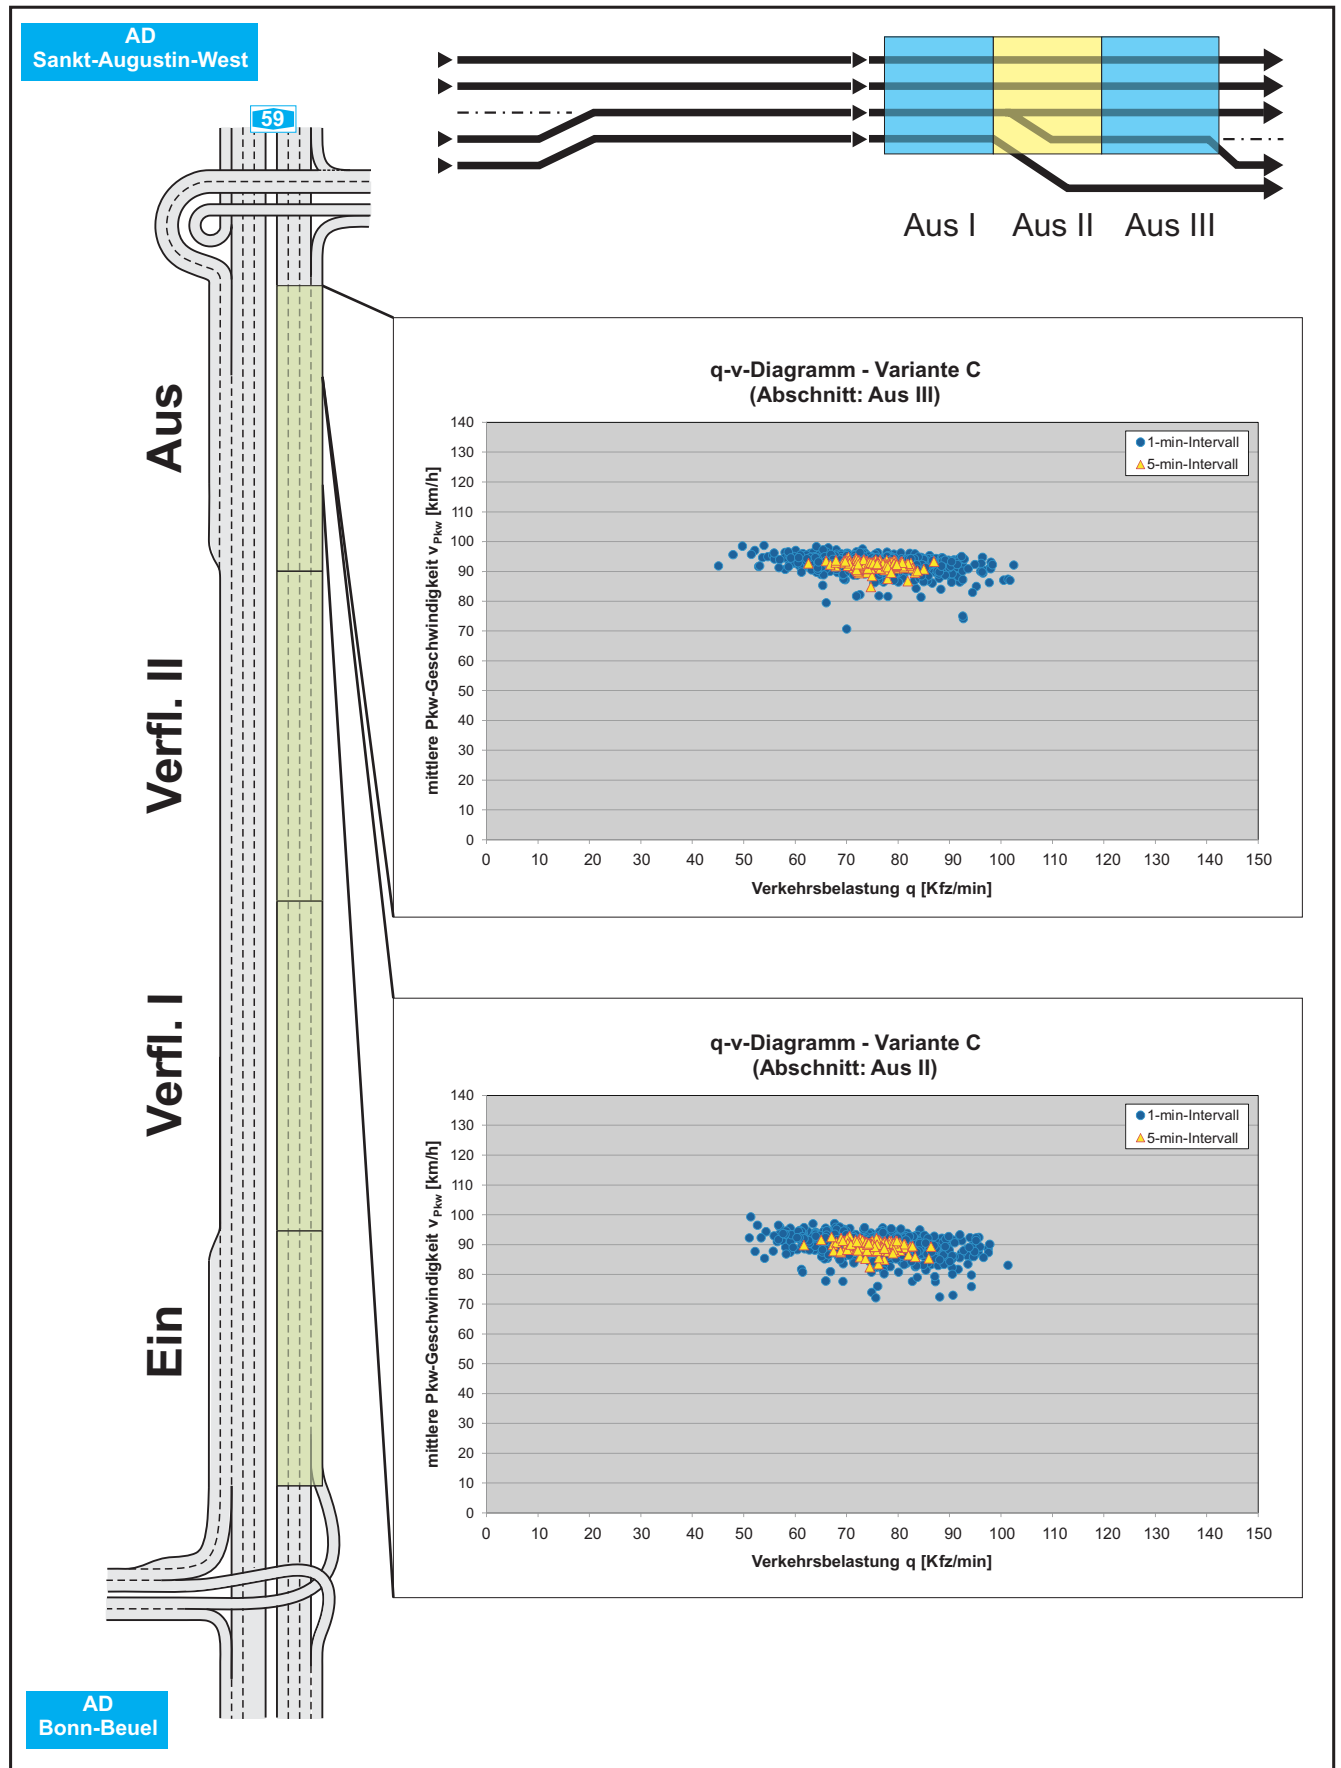 AD
Sankt-Augustin-West
59
Aus I Aus II Aus III
Aus
Verfl. II
Verfl. I
Ein
q-v-Diagramm - Variante C
(Abschnitt: Aus III)
mittlere Pkw-Geschwindigkeit vPkw [km/h]
140
130
120
110
100
90
80
70
60
50
40
30
20
10
0
1-min-Intervall
5-min-Intervall
0 10 20 30 40 50 60 70 80 90 100 110 120 130 140 150
Verkehrsbelastung q [Kfz/min]
q-v-Diagramm - Variante C
(Abschnitt: Aus II)
mittlere Pkw-Geschwindigkeit vPkw [km/h]
140
130
120
110
100
90
80
70
60
50
40
30
20
10
0
1-min-Intervall
5-min-Intervall
0 10 20 30 40 50 60 70 80 90 100 110 120 130 140 150
Verkehrsbelastung q [Kfz/min]
AD
Bonn-Beuel